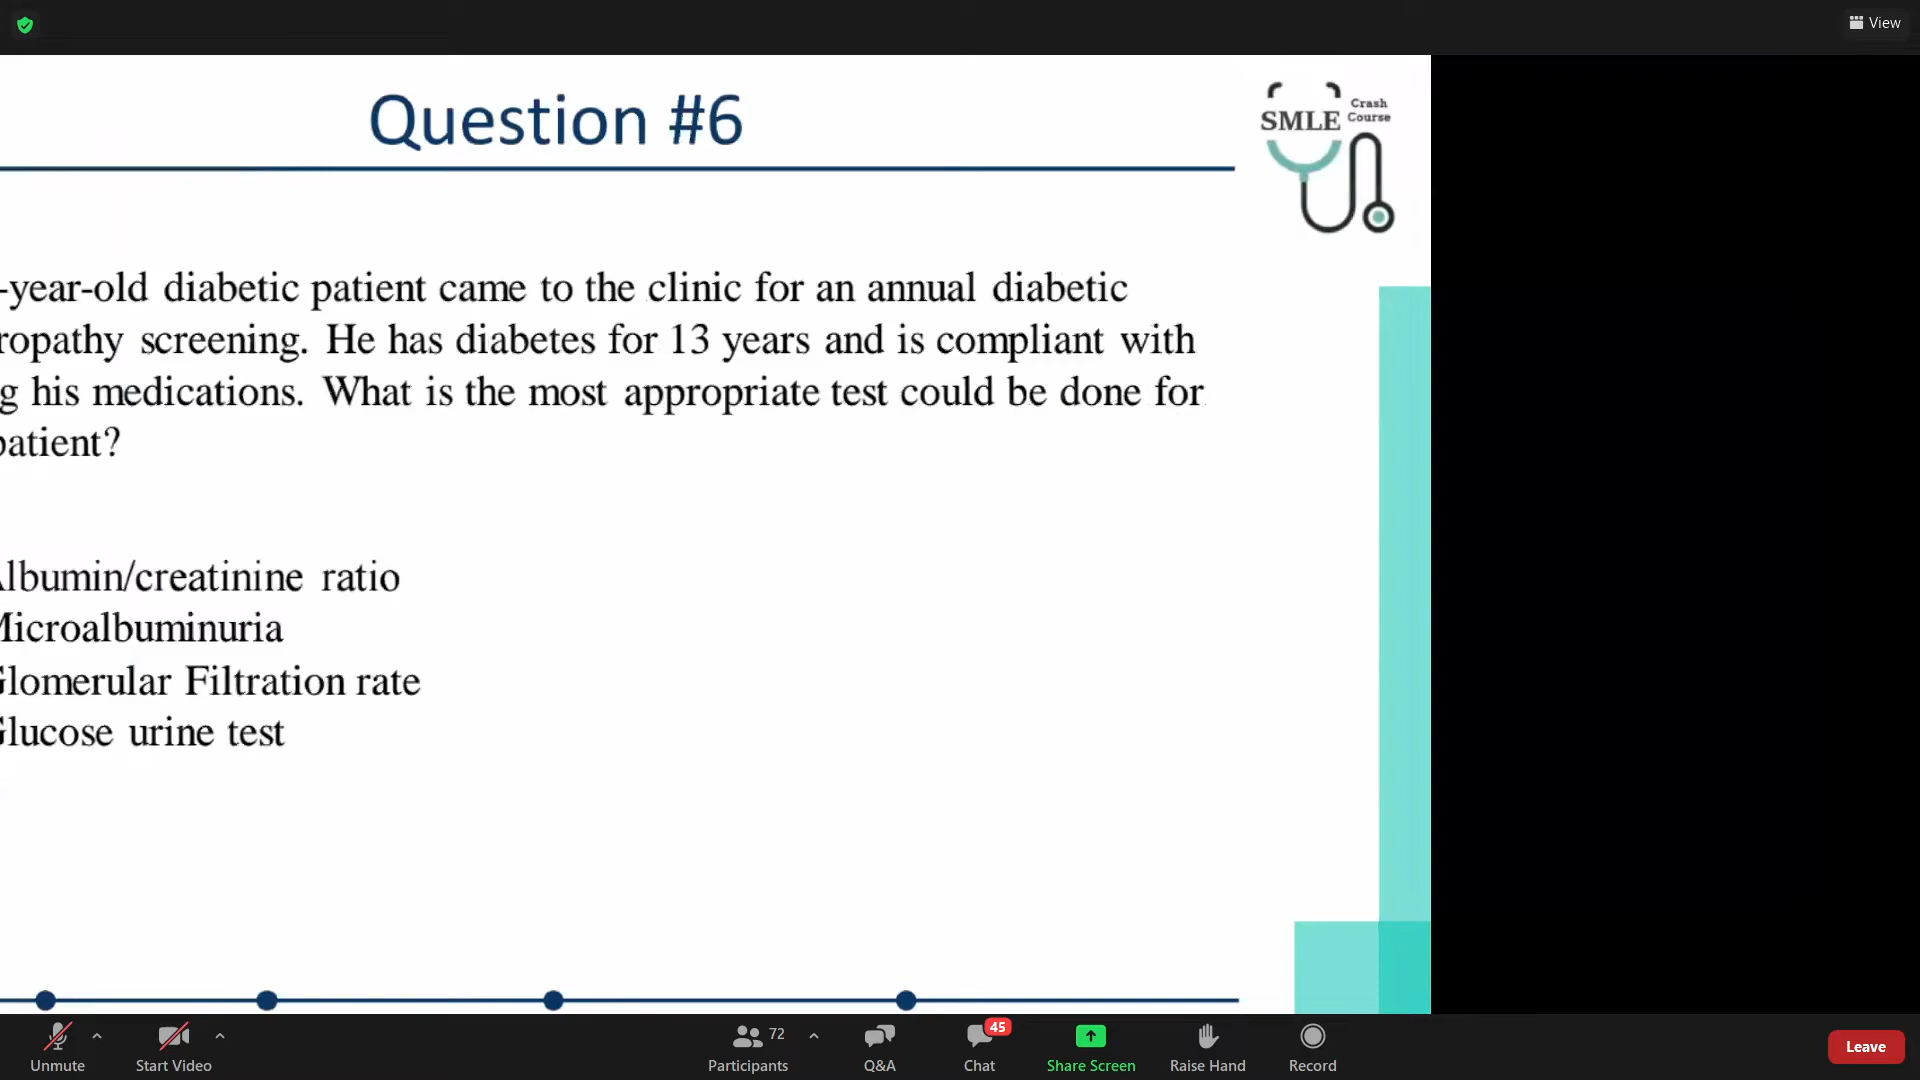 View
Question #6
Crash
SMLE Course
-year-old diabetic patient came to the clinic for an annual diabetic
ropathy screening. He has diabetes for 13 years and is compliant with
g his medications. What is the most appropriate test could be done for
patient?
Albumin/creatinine ratio
Microalbuminuria
Glomerular Filtration rate
Glucose urine test
72
45
Unmute
Start Video
Participants
Q&A
Chat
Share Screen
Raise Hand
Record
Leave